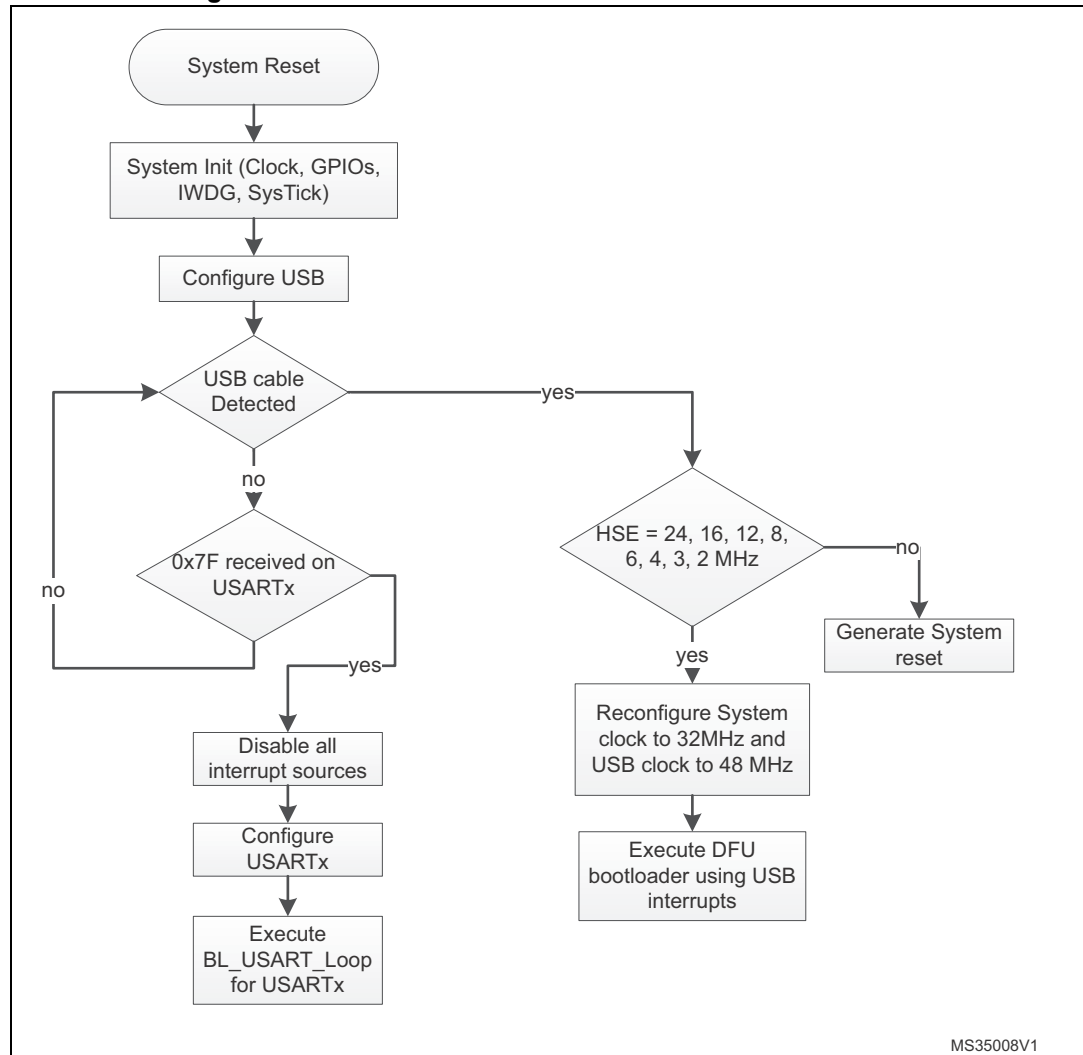 System Reset
System Init (Clock, GPIOs,
IWDG, SysTick)
Configure USB
USB cable
Detected
yes
no
HSE = 24, 16, 12, 8,
6, 4, 3, 2 MHz
no
0x7F received on
USARTx
no
yes
Generate System
reset
yes
Reconfigure System
clock to 32MHz and
USB clock to 48 MHz
Disable all
interrupt sources
Configure
USARTx
Execute DFU
bootloader using USB
interrupts
Execute
BL_USART_Loop
for USARTx
MS35008V1